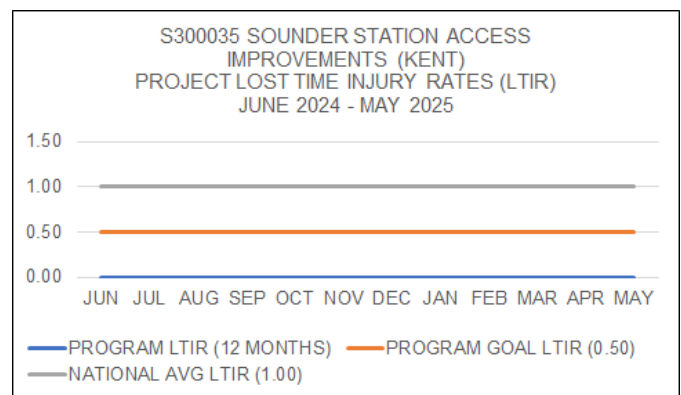 S300035 SOUNDER STATION ACCESS
IMPROVEMENTS (KENT)
PROJECT LOST TIME INJURY RATES (LTIR)
JUNE 2024 - MAY 2025
1.50
1.00
0.50
0.00
JUN JUL AUG SEP OCT NOV DEC JAN FEB MAR APR MAY
PROGRAM LTIR (12 MONTHS) PROGRAM GOAL LTIR (0.50)
NATIONAL AVG LTIR (1.00)